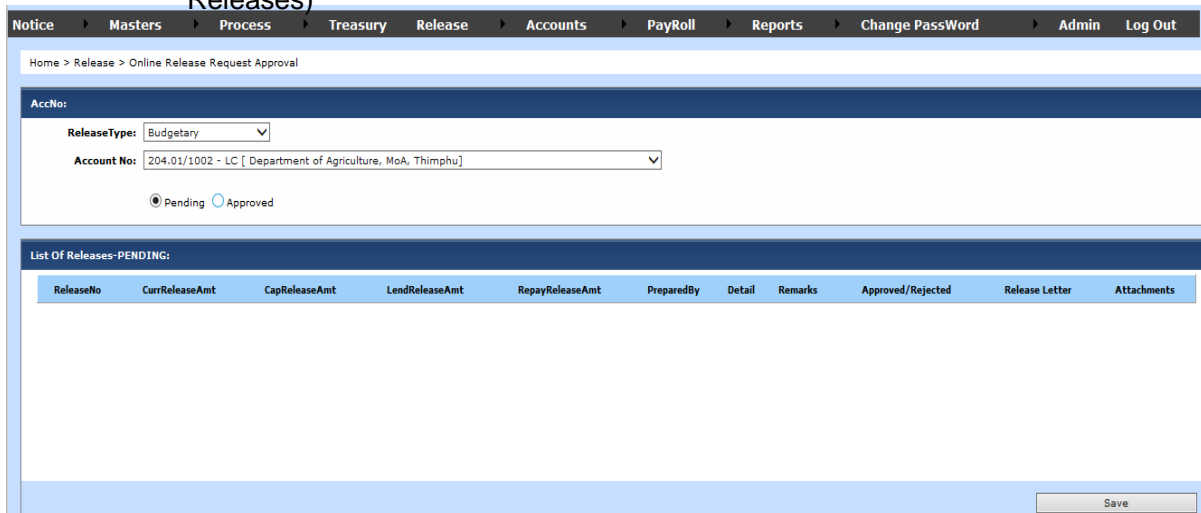 Releases)
Notice Masters Process Treasury Release Accounts PayRoll Reports Change PassWord Admin Log Out
Home > Release > Online Release Request Approval
AccNo:
ReleaseType: Budgetary
Account No: 204.01/1002 - LC [ Department of Agriculture, MoA, Thimphu]
Pending Approved
List Of Releases-PENDING:
ReleaseNo CurrReleaseAmt CapReleaseAmt LendReleaseAmt RepayReleaseAmt PreparedBy Detail Remarks Approved/Rejected Release Letter Attachments
Save